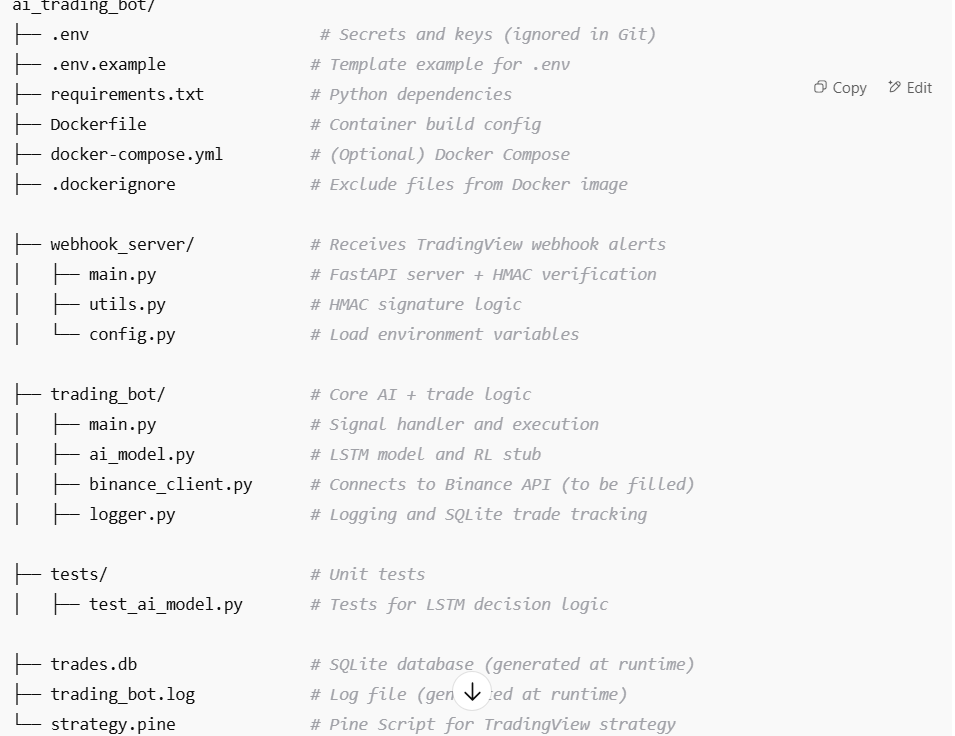 ai_trading_bot/
├── .env                        # Secrets and keys (ignored in Git)
├── .env.example               # Template example for .env
├── requirements.txt           # Python dependencies
Copy  Edit
├── Dockerfile                 # Container build config
├── docker-compose.yml         # (Optional) Docker Compose
├── .dockerignore              # Exclude files from Docker image
├── webhook_server/            # Receives TradingView webhook alerts
│   ├── main.py                # FastAPI server + HMAC verification
│   ├── utils.py               # HMAC signature logic
│   └── config.py              # Load environment variables
├── trading_bot/               # Core AI + trade logic
│   ├── main.py                # Signal handler and execution
│   ├── ai_model.py            # LSTM model and RL stub
│   ├── binance_client.py      # Connects to Binance API (to be filled)
│   ├── logger.py              # Logging and SQLite trade tracking
├── tests/                     # Unit tests
│   ├── test_ai_model.py       # Tests for LSTM decision logic
├── trades.db                  # SQLite database (generated at runtime)
├── trading_bot.log            # Log file (gen ed at runtime)
└── strategy.pine              # Pine Script for TradingView strategy